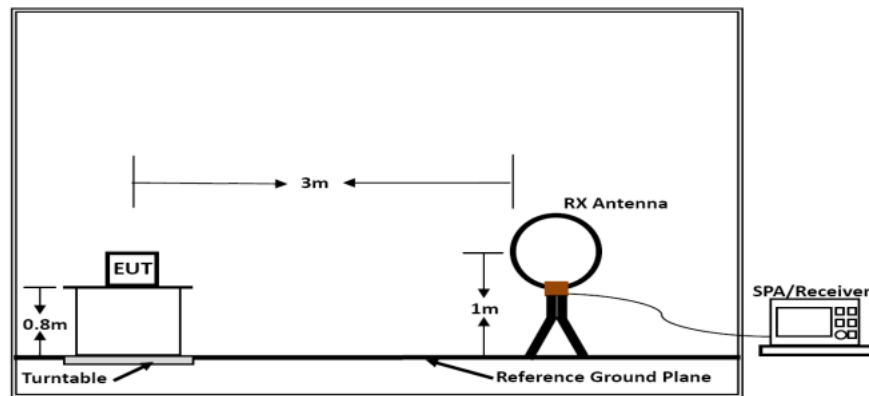 3m
RX Antenna
EUT
SPA/Receiver
0.8m
1m
Turntable
Reference Ground Plane